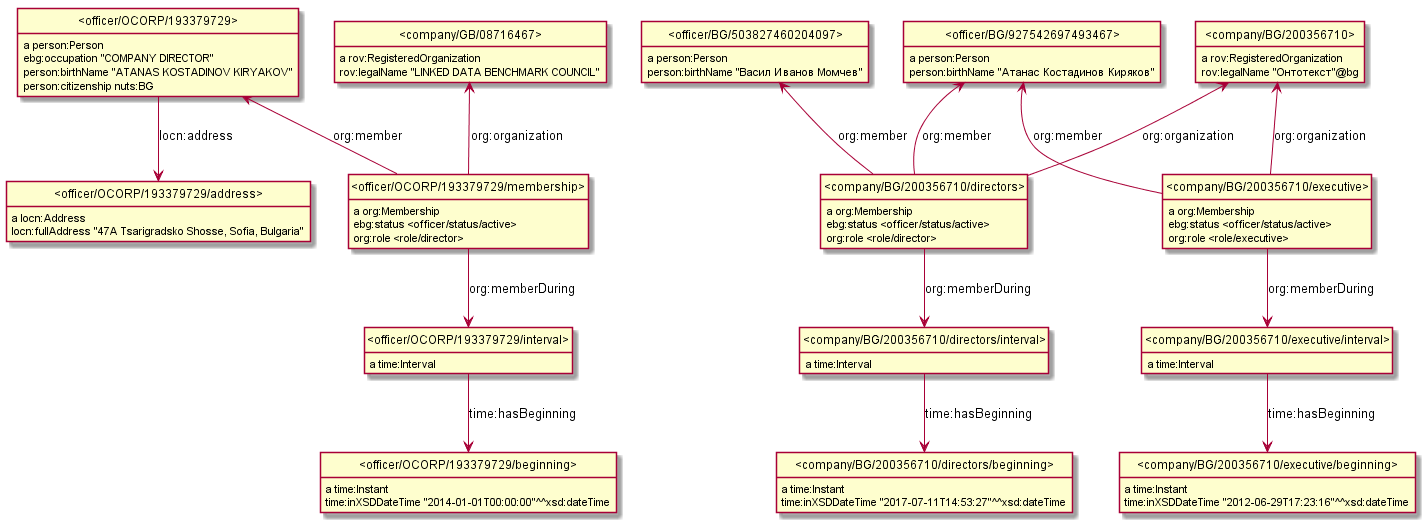 <officer/OCORP/193379729>
a person:Person
ebg:occupation "COMPANY DIRECTOR"
person:birthName "ATANAS KOSTADINOV KIRYAKOV"
person:citizenship nuts:BG
<company/GB/08716467>
a rov:RegisteredOrganization
rov:legalName "LINKED DATA BENCHMARK COUNCIL"
<officer/BG/503827460204097>
a person:Person
person:birthName "Васил Иванов Момчев"
<officer/BG/927542697493467>
a person:Person
person:birthName "Атанас Костадинов Киряков"
<company/BG/200356710>
a rov:RegisteredOrganization
rov:legalName "Онтотекст"@bg
locn:address
org:member
org:organization
org:member
org:member
org:member
org:organization
org:organization
<officer/OCORP/193379729/address>
a locn:Address
locn:fullAddress "47A Tsarigradsko Shosse, Sofia, Bulgaria"
<officer/OCORP/193379729/membership>
a org:Membership
ebg:status <officer/status/active>
org:role <role/director>
<company/BG/200356710/directors>
a org:Membership
ebg:status <officer/status/active>
org:role <role/director>
<company/BG/200356710/executive>
a org:Membership
ebg:status <officer/status/active>
org:role <role/executive>
org:memberDuring
org:memberDuring
org:memberDuring
<officer/OCORP/193379729/interval>
a time:Interval
<company/BG/200356710/directors/interval>
a time:Interval
<company/BG/200356710/executive/interval>
a time:Interval
time:hasBeginning
time:hasBeginning
time:hasBeginning
<officer/OCORP/193379729/beginning>
a time:Instant
time:inXSDDateTime "2014-01-01T00:00:00"^^xsd:dateTime
<company/BG/200356710/directors/beginning>
a time:Instant
time:inXSDDateTime "2017-07-11T14:53:27"^^xsd:dateTime
<company/BG/200356710/executive/beginning>
a time:Instant
time:inXSDDateTime "2012-06-29T17:23:16"^^xsd:dateTime